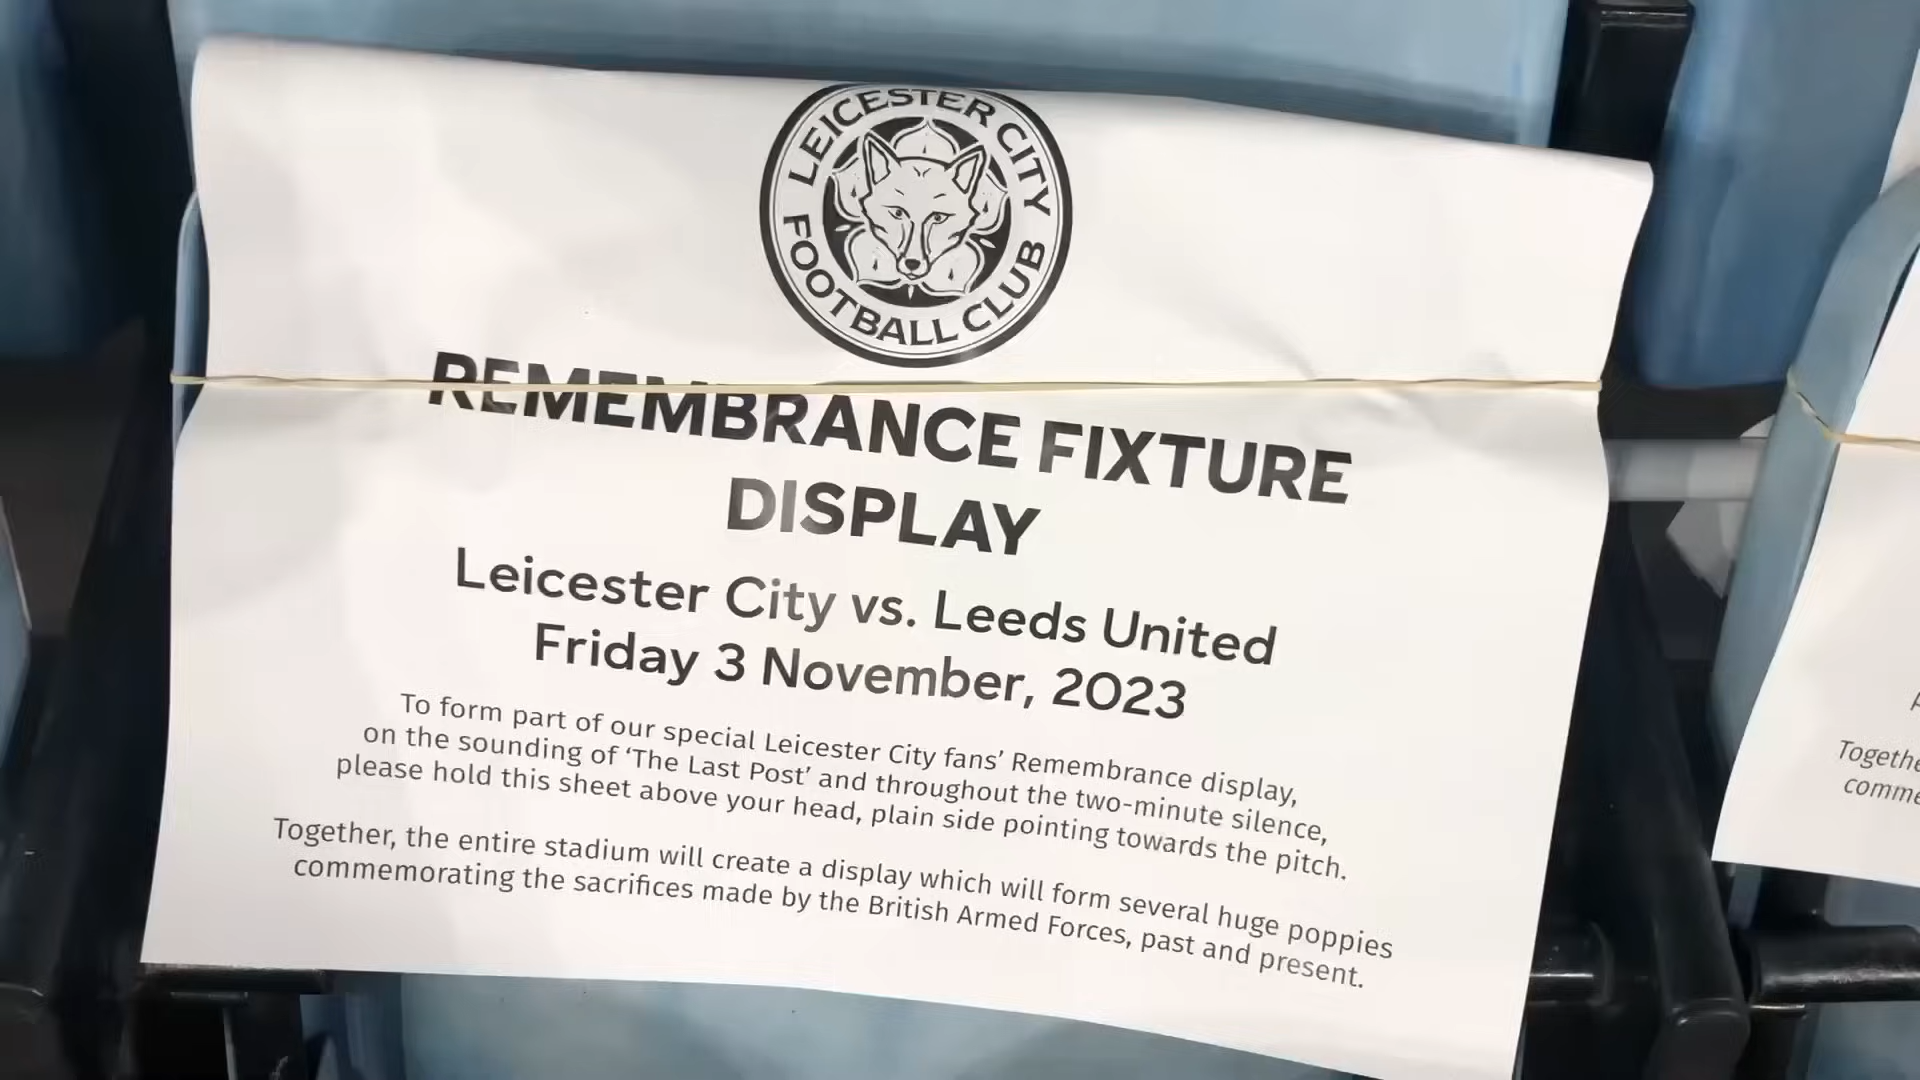 LEICESTER CITY
FOOTBALL CLUB
REMEMBRANCE FIXTURE
DISPLAY
Leicester City vs. Leeds United
Friday 3 November, 2023
To form part of our special Leicester City fans’ Remembrance display,
on the sounding of ‘The Last Post’ and throughout the two-minute silence,
please hold this sheet above your head, plain side pointing towards the pitch.
Together, the entire stadium will create a display which will form several huge poppies
commemorating the sacrifices made by the British Armed Forces, past and present.